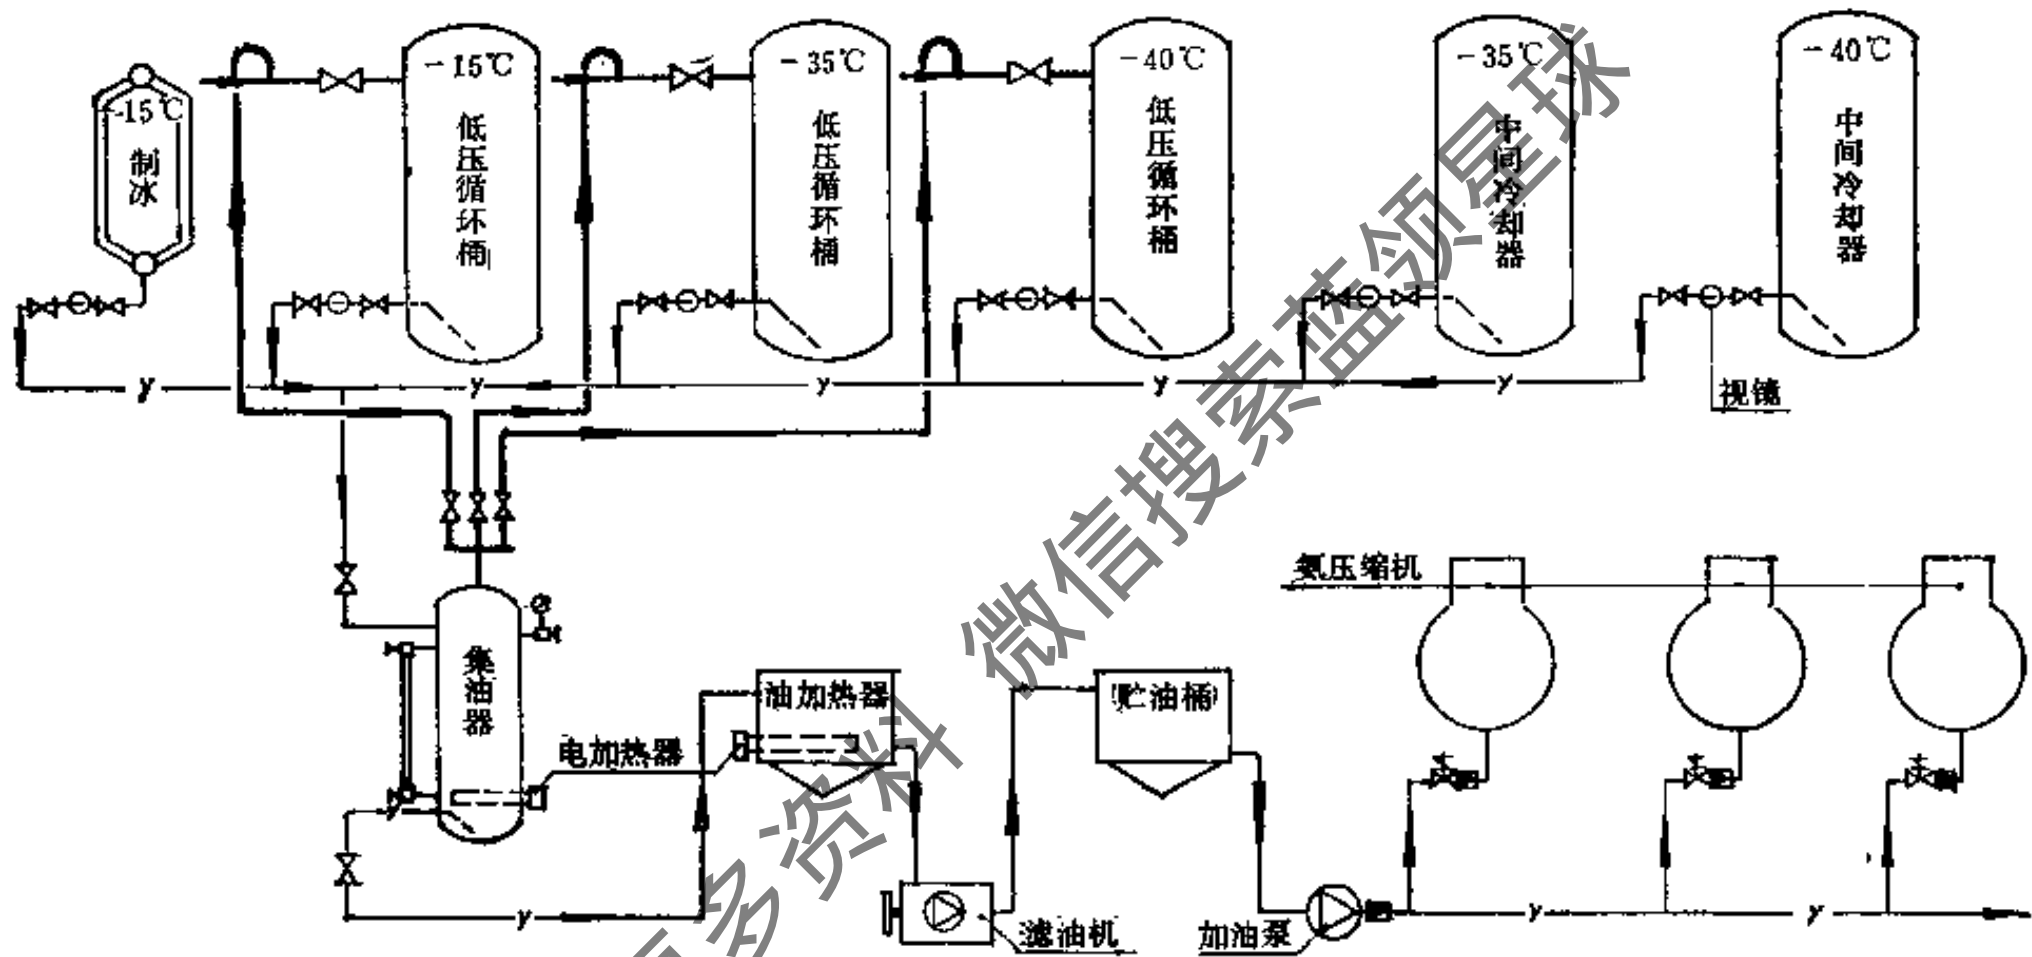 -15℃
制冰
-15℃
低压循环桶
-35℃
低压循环桶
-40℃
低压循环桶
-35℃
中间冷却器
-40℃
中间冷却器
y
y
y
y
y
视镜
氨压缩机
集油器
电加热器
油加热器
贮油桶
y
滤油机
加油泵
y
y
多资料 微信搜索蓝领星球